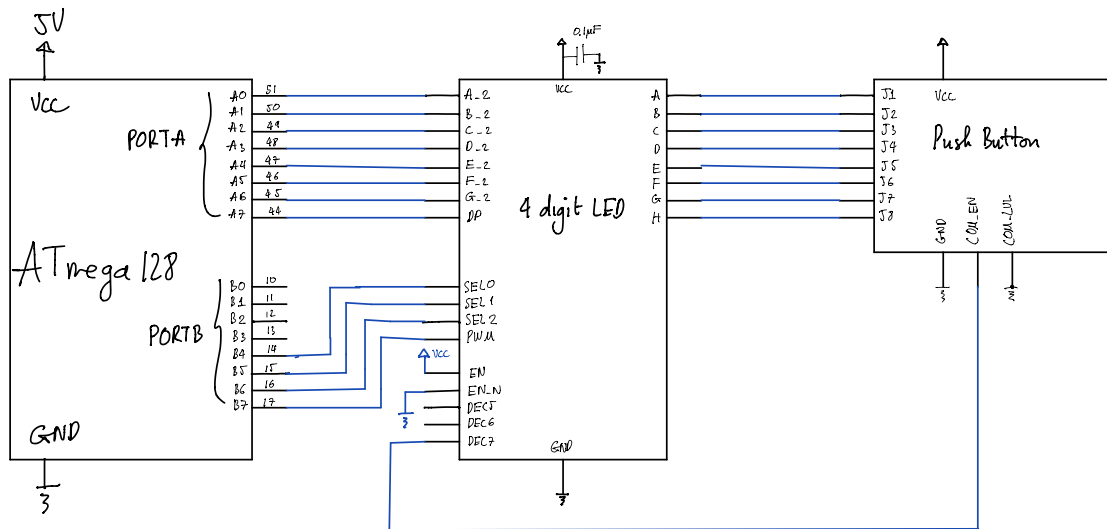 5V
VCC
PORTA
A0 51
A1 50
A2 49
A3 48
A4 47
A5 46
A6 45
A7 44
ATmega 128
PORTB
B0 10
B1 11
B2 12
B3 13
B4 14
B5 15
B6 16
B7 17
GND
0.1µF
VCC
A_2
B_2
C_2
D_2
E_2
F_2
G_2
DP
4 digit LED
A
B
C
D
E
F
G
H
SEL0
SEL1
SEL2
PWM
VCC
EN
EN_N
DEC5
DEC6
DEC7
GND
VCC
Push Button
J1
J2
J3
J4
J5
J6
J7
J8
GND
COM_EN
COM_LVL